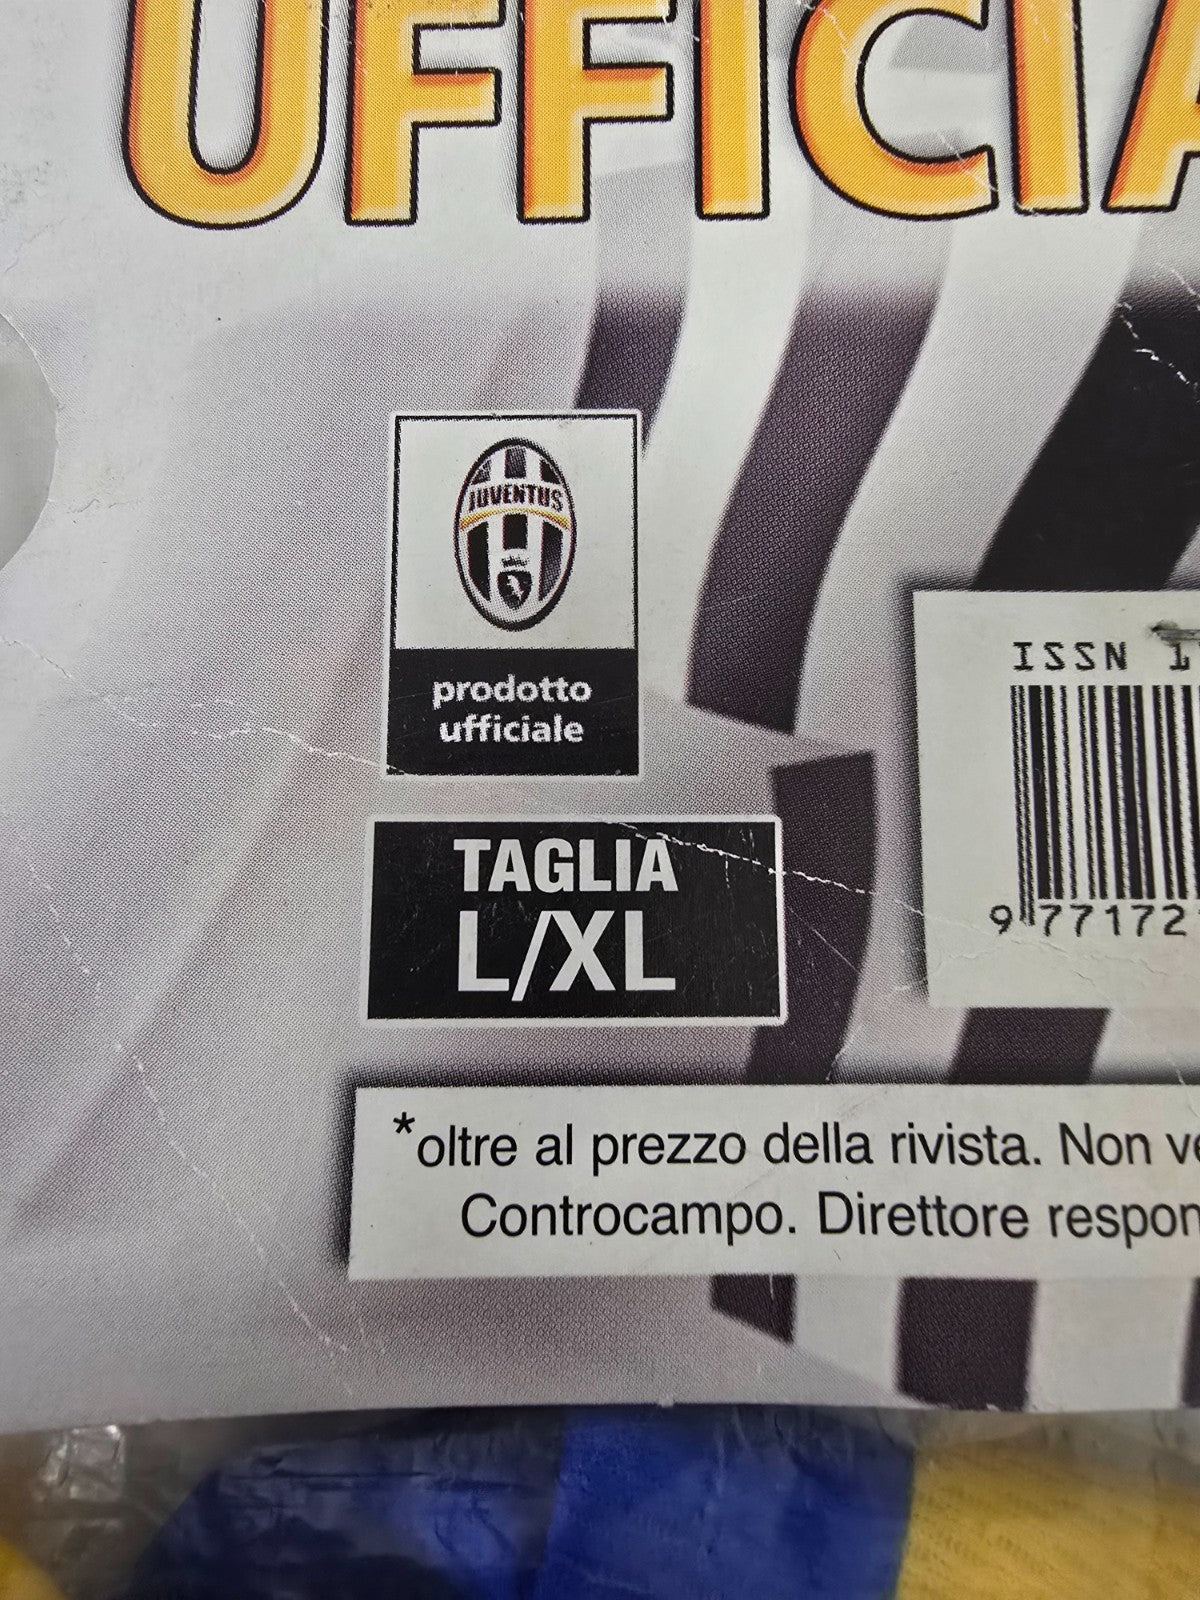 UFFICIA
JUVENTUS
prodotto
ufficiale
ISSN
9 77172
TAGLIA
L/XL
*oltre al prezzo della rivista. Non ve
Controcampo. Direttore respon